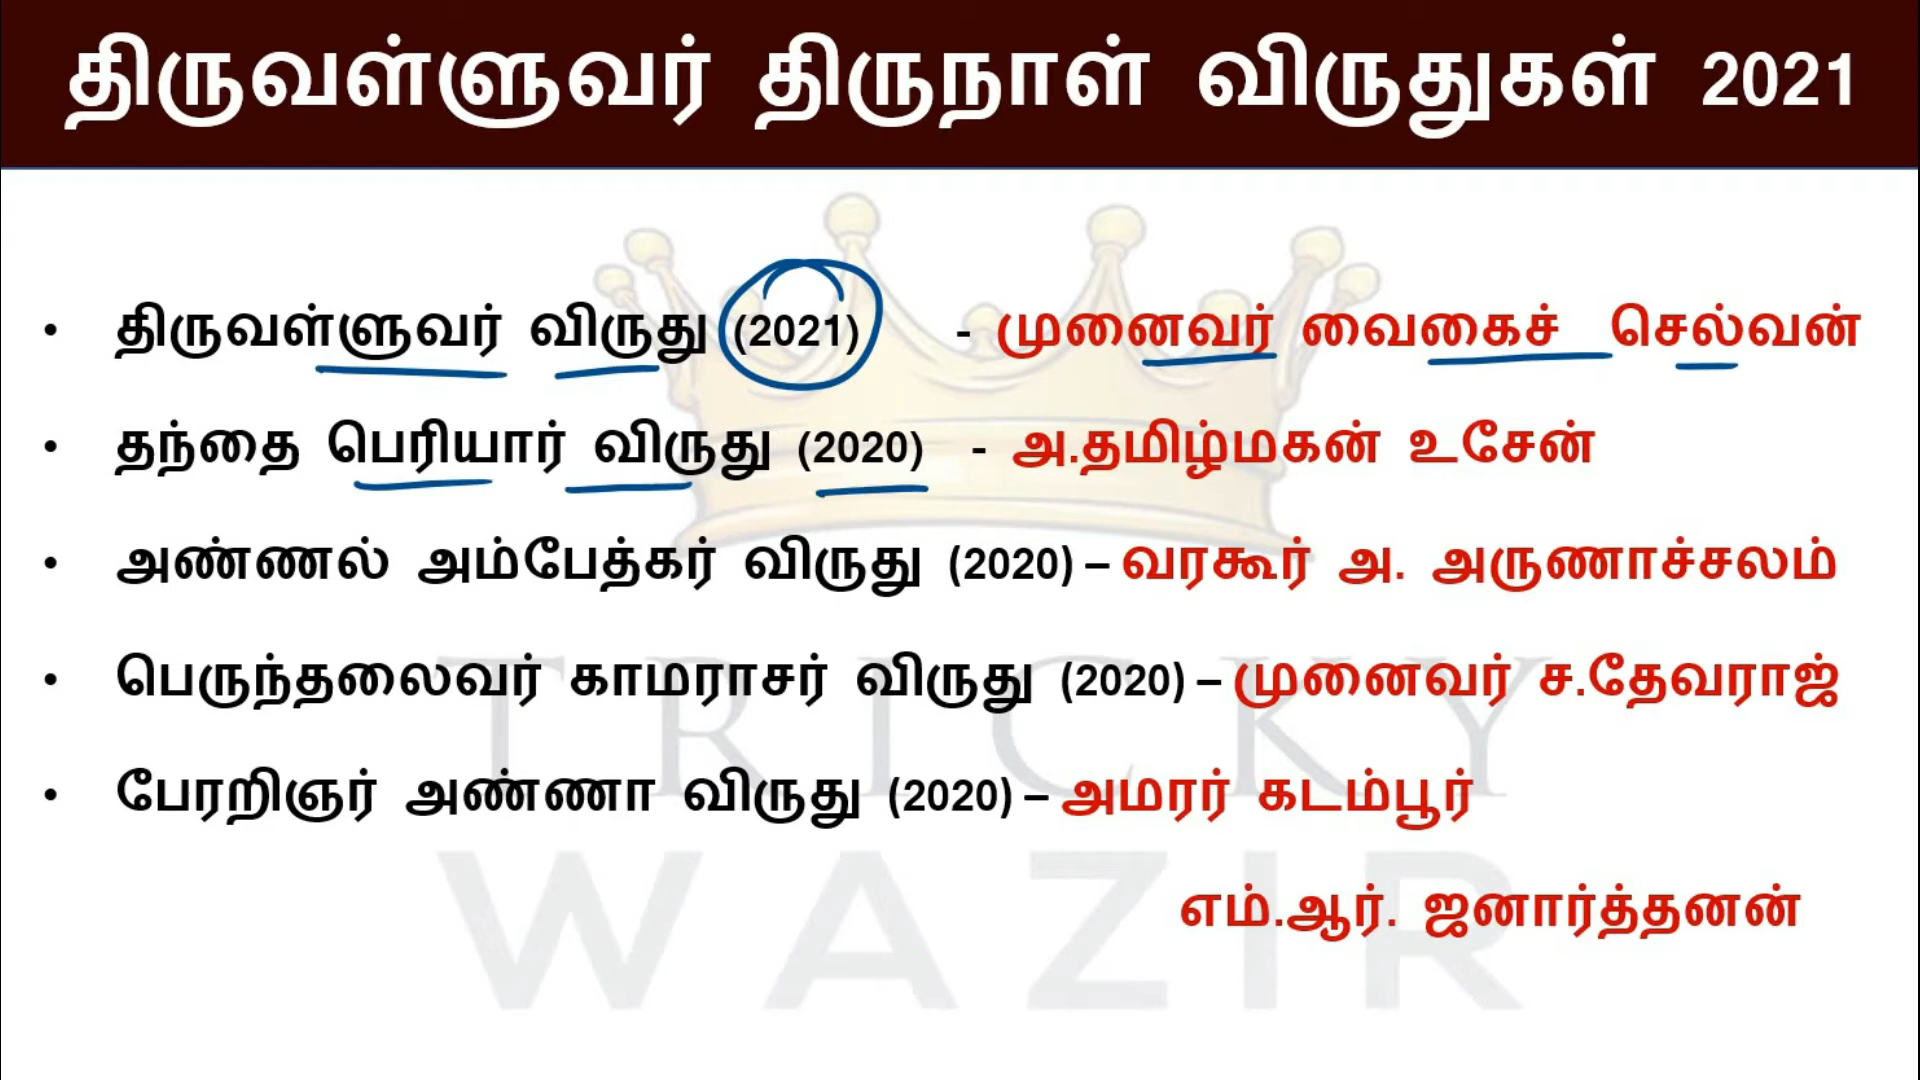 திருவள்ளுவர் திருநாள் விருதுகள் 2021
• திருவள்ளுவர் விருது (2021) - முனைவர் வைகைச் செல்வன்
• தந்தை பெரியார் விருது (2020) - அ.தமிழ்மகன் உசேன்
• அண்ணல் அம்பேத்கர் விருது (2020) – வரகூர் அ. அருணாச்சலம்
• பெருந்தலைவர் காமராசர் விருது (2020) – முனைவர் ச.தேவராஜ்
• பேரறிஞர் அண்ணா விருது (2020) – அமரர் கடம்பூர்
எம்.ஆர். ஜனார்த்தனன்
TRICKY
WAZIR